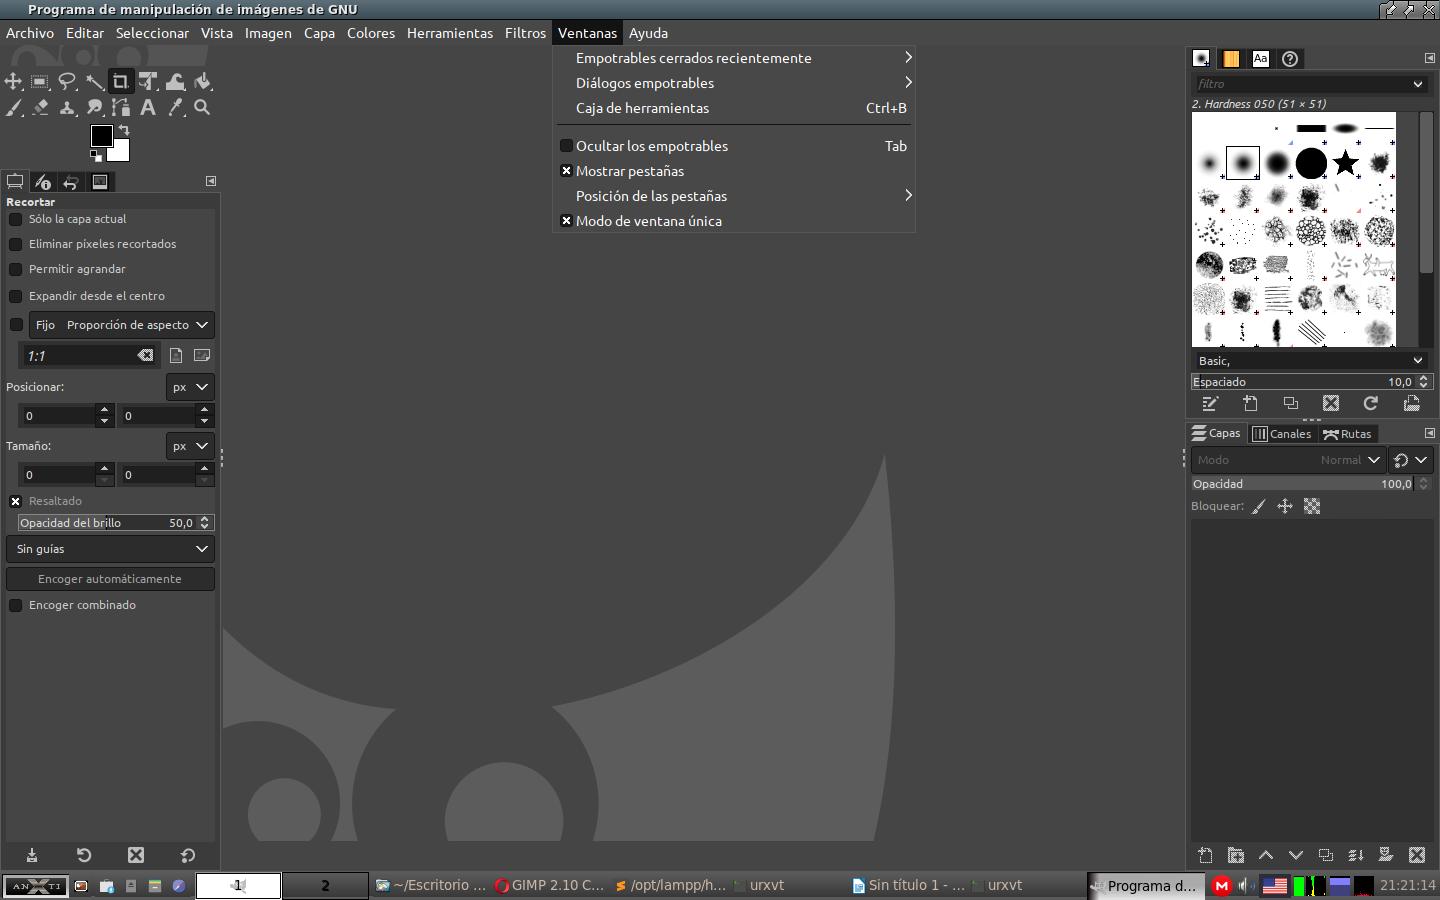 Programa de manipulación de imágenes de GNU
Archivo Editar Seleccionar Vista Imagen Capa Colores Herramientas Filtros Ventanas Ayuda
Empotrables cerrados recientemente
Diálogos empotrables
Caja de herramientas Ctrl+B
Ocultar los empotrables Tab
Mostrar pestañas
Posición de las pestañas
Modo de ventana única
Recortar
Sólo la capa actual
Eliminar píxeles recortados
Permitir agrandar
Expandir desde el centro
Fijo Proporción de aspecto
1:1
Posicionar: px
0 0
Tamaño: px
0 0
Resaltado
Opacidad del brillo 50,0
Sin guías
Encoger automáticamente
Encoger combinado
Aa
filtro
2. Hardness 050 (51 × 51)
Basic,
Espaciado 10,0
Capas Canales Rutas
Modo Normal
Opacidad 100,0
Bloquear:
ANTIX
1 2 ~/Escritorio ... GIMP 2.10 C... /opt/lampp/h... urxvt Sin título 1 - ... urxvt Programa d... M 21:21:14